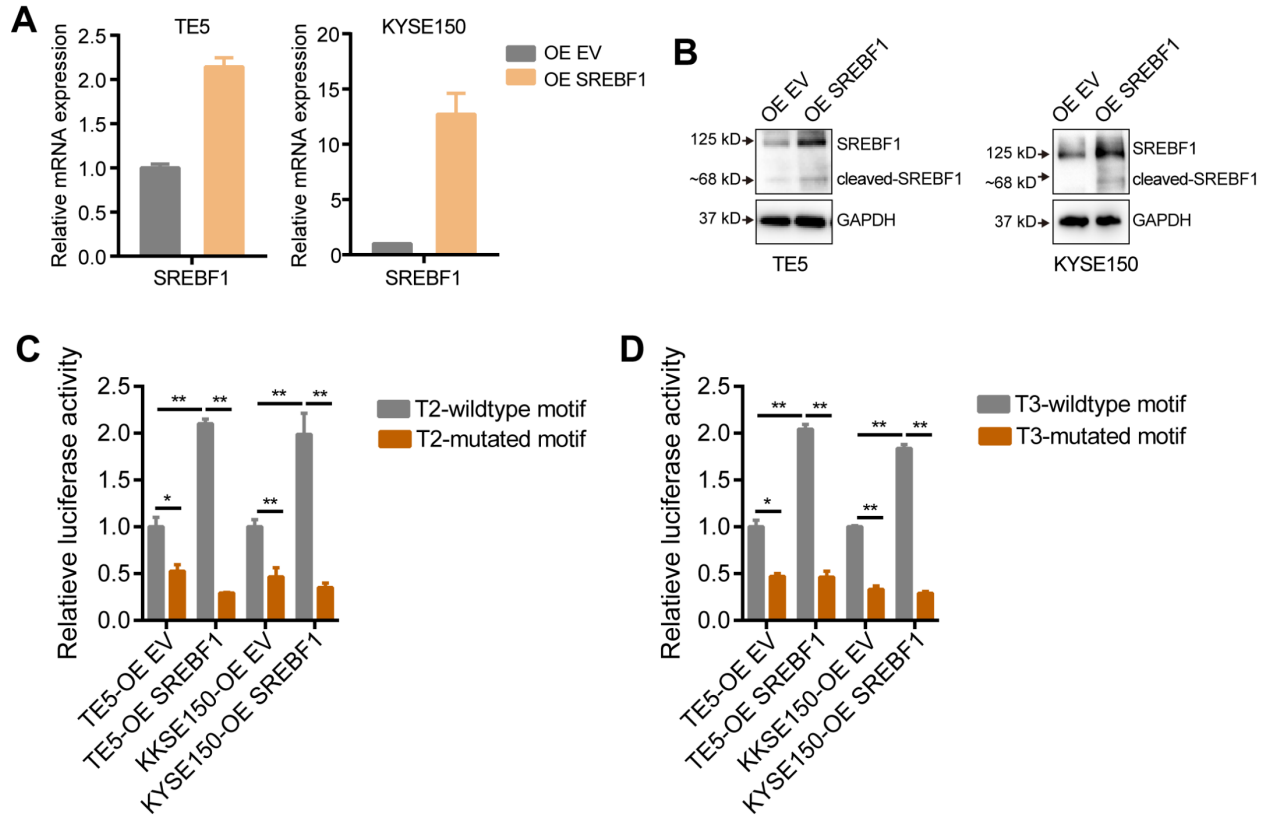 A
TE5
Relative mRNA expression
2.5
2.0
1.5
1.0
0.5
0.0
SREBF1
KYSE150
Relative mRNA expression
20
15
10
5
0
SREBF1
OE EV
OE SREBF1
B
OE EV
OE SREBF1
125 kD
SREBF1
~68 kD
cleaved-SREBF1
37 kD
GAPDH
TE5
OE EV
OE SREBF1
125 kD
SREBF1
~68 kD
cleaved-SREBF1
37 kD
GAPDH
KYSE150
C
Relatieve luciferase activity
2.5
2.0
1.5
1.0
0.5
0.0
** ** ** **
* **
TE5-OE EV
TE5-OE SREBF1
KKSE150-OE EV
KYSE150-OE SREBF1
T2-wildtype motif
T2-mutated motif
D
Relatieve luciferase activity
2.5
2.0
1.5
1.0
0.5
0.0
** **
** **
* **
TE5-OE EV
TE5-OE SREBF1
KKSE150-OE EV
KYSE150-OE SREBF1
T3-wildtype motif
T3-mutated motif